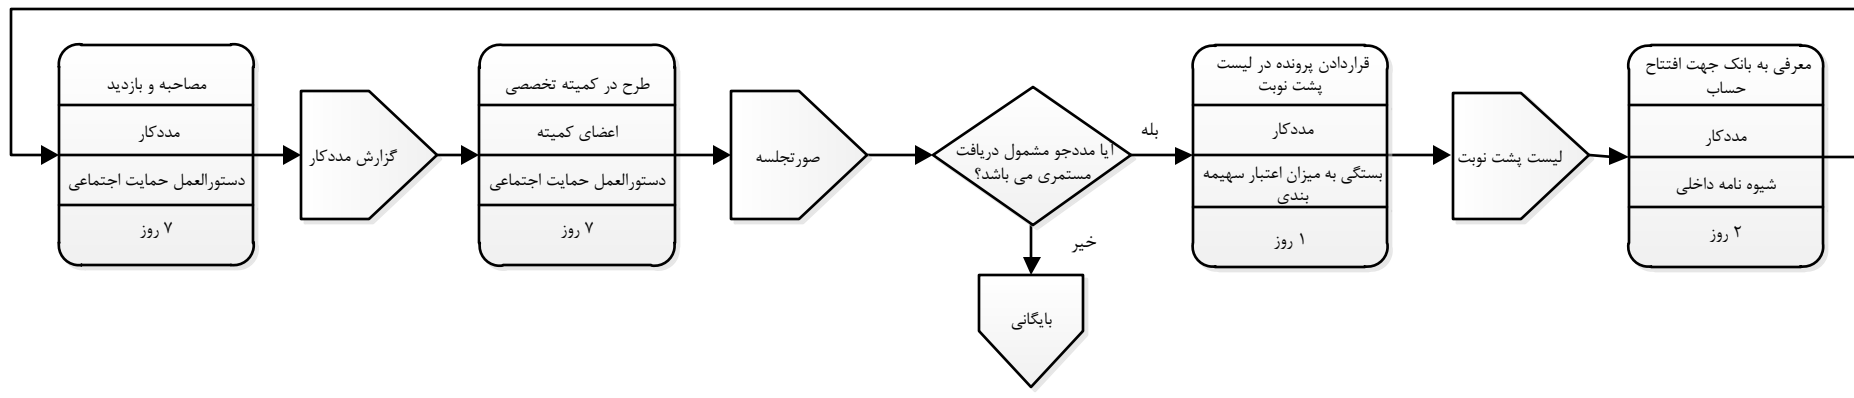 مصاحبه و بازدید
مددکار
دستورالعمل حمایت اجتماعی
۷ روز
گزارش مددکار
طرح در کمیته تخصصی
اعضای کمیته
دستورالعمل حمایت اجتماعی
۷ روز
صورتجلسه
ایا مددجو مشمول دریافت
مستمری می باشد؟
بله
خیر
بایگانی
قراردادن پرونده در لیست
پشت نوبت
مددکار
بستگی به میزان اعتبار سهیمه
بندی
۱ روز
لیست پشت نوبت
معرفی به بانک جهت افتتاح
حساب
مددکار
شیوه نامه داخلی
۲ روز